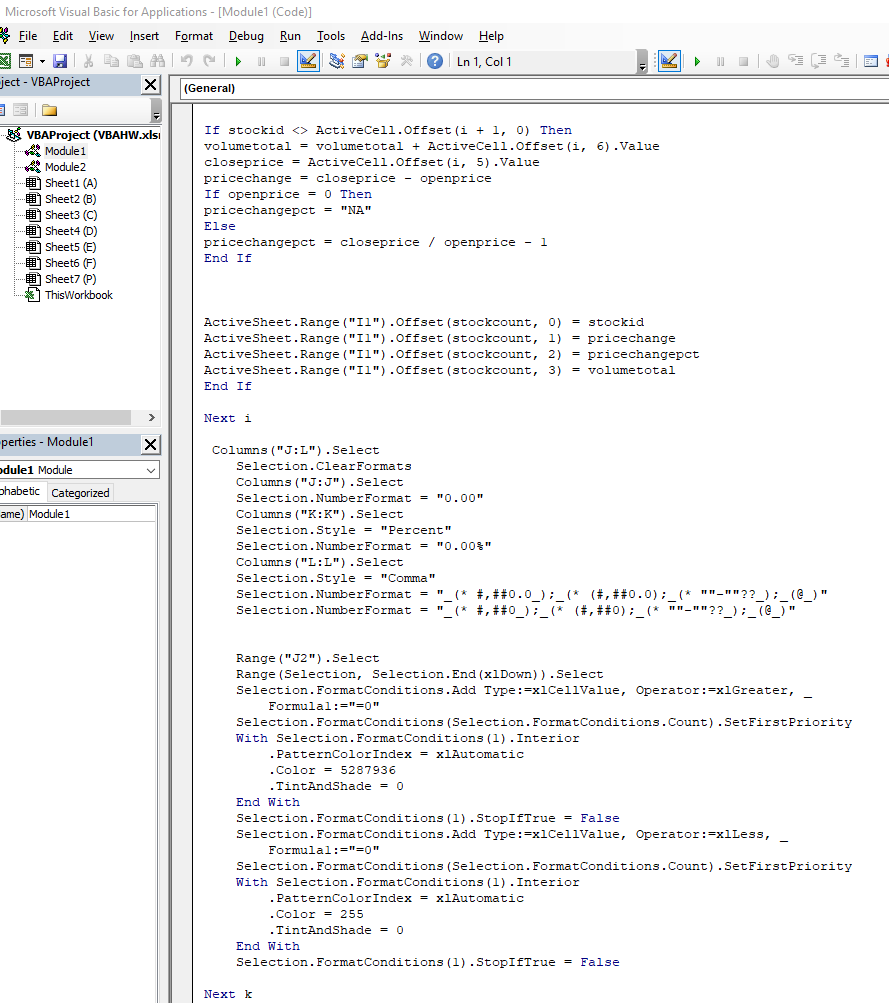 Microsoft Visual Basic for Applications - [Module1 (Code)]
File Edit View Insert Format Debug Run Tools Add-Ins Window Help
Ln 1, Col 1
ject - VBAProject
(General)
VBAProject (VBAHW.xls
Module1
Module2
Sheet1 (A)
Sheet2 (B)
Sheet3 (C)
Sheet4 (D)
Sheet5 (E)
Sheet6 (F)
Sheet7 (P)
ThisWorkbook
perties - Module1
odule1 Module
phabetic Categorized
ame) Module1
If stockid <> ActiveCell.Offset(i + 1, 0) Then
volumetotal = volumetotal + ActiveCell.Offset(i, 6).Value
closeprice = ActiveCell.Offset(i, 5).Value
pricechange = closeprice - openprice
If openprice = 0 Then
pricechangepct = "NA"
Else
pricechangepct = closeprice / openprice - 1
End If
ActiveSheet.Range("I1").Offset(stockcount, 0) = stockid
ActiveSheet.Range("I1").Offset(stockcount, 1) = pricechange
ActiveSheet.Range("I1").Offset(stockcount, 2) = pricechangepct
ActiveSheet.Range("I1").Offset(stockcount, 3) = volumetotal
End If
Next i
Columns("J:L").Select
Selection.ClearFormats
Columns("J:J").Select
Selection.NumberFormat = "0.00"
Columns("K:K").Select
Selection.Style = "Percent"
Selection.NumberFormat = "0.00%"
Columns("L:L").Select
Selection.Style = "Comma"
Selection.NumberFormat = "_(* #,##0.0_);_(* (#,##0.0);_(* ""-""??_);_(@_)"
Selection.NumberFormat = "_(* #,##0_);_(* (#,##0);_(* ""-""??_);_(@_)"
Range("J2").Select
Range(Selection, Selection.End(xlDown)).Select
Selection.FormatConditions.Add Type:=xlCellValue, Operator:=xlGreater, _
Formula1:="=0"
Selection.FormatConditions(Selection.FormatConditions.Count).SetFirstPriority
With Selection.FormatConditions(1).Interior
.PatternColorIndex = xlAutomatic
.Color = 5287936
.TintAndShade = 0
End With
Selection.FormatConditions(1).StopIfTrue = False
Selection.FormatConditions.Add Type:=xlCellValue, Operator:=xlLess, _
Formula1:="=0"
Selection.FormatConditions(Selection.FormatConditions.Count).SetFirstPriority
With Selection.FormatConditions(1).Interior
.PatternColorIndex = xlAutomatic
.Color = 255
.TintAndShade = 0
End With
Selection.FormatConditions(1).StopIfTrue = False
Next k